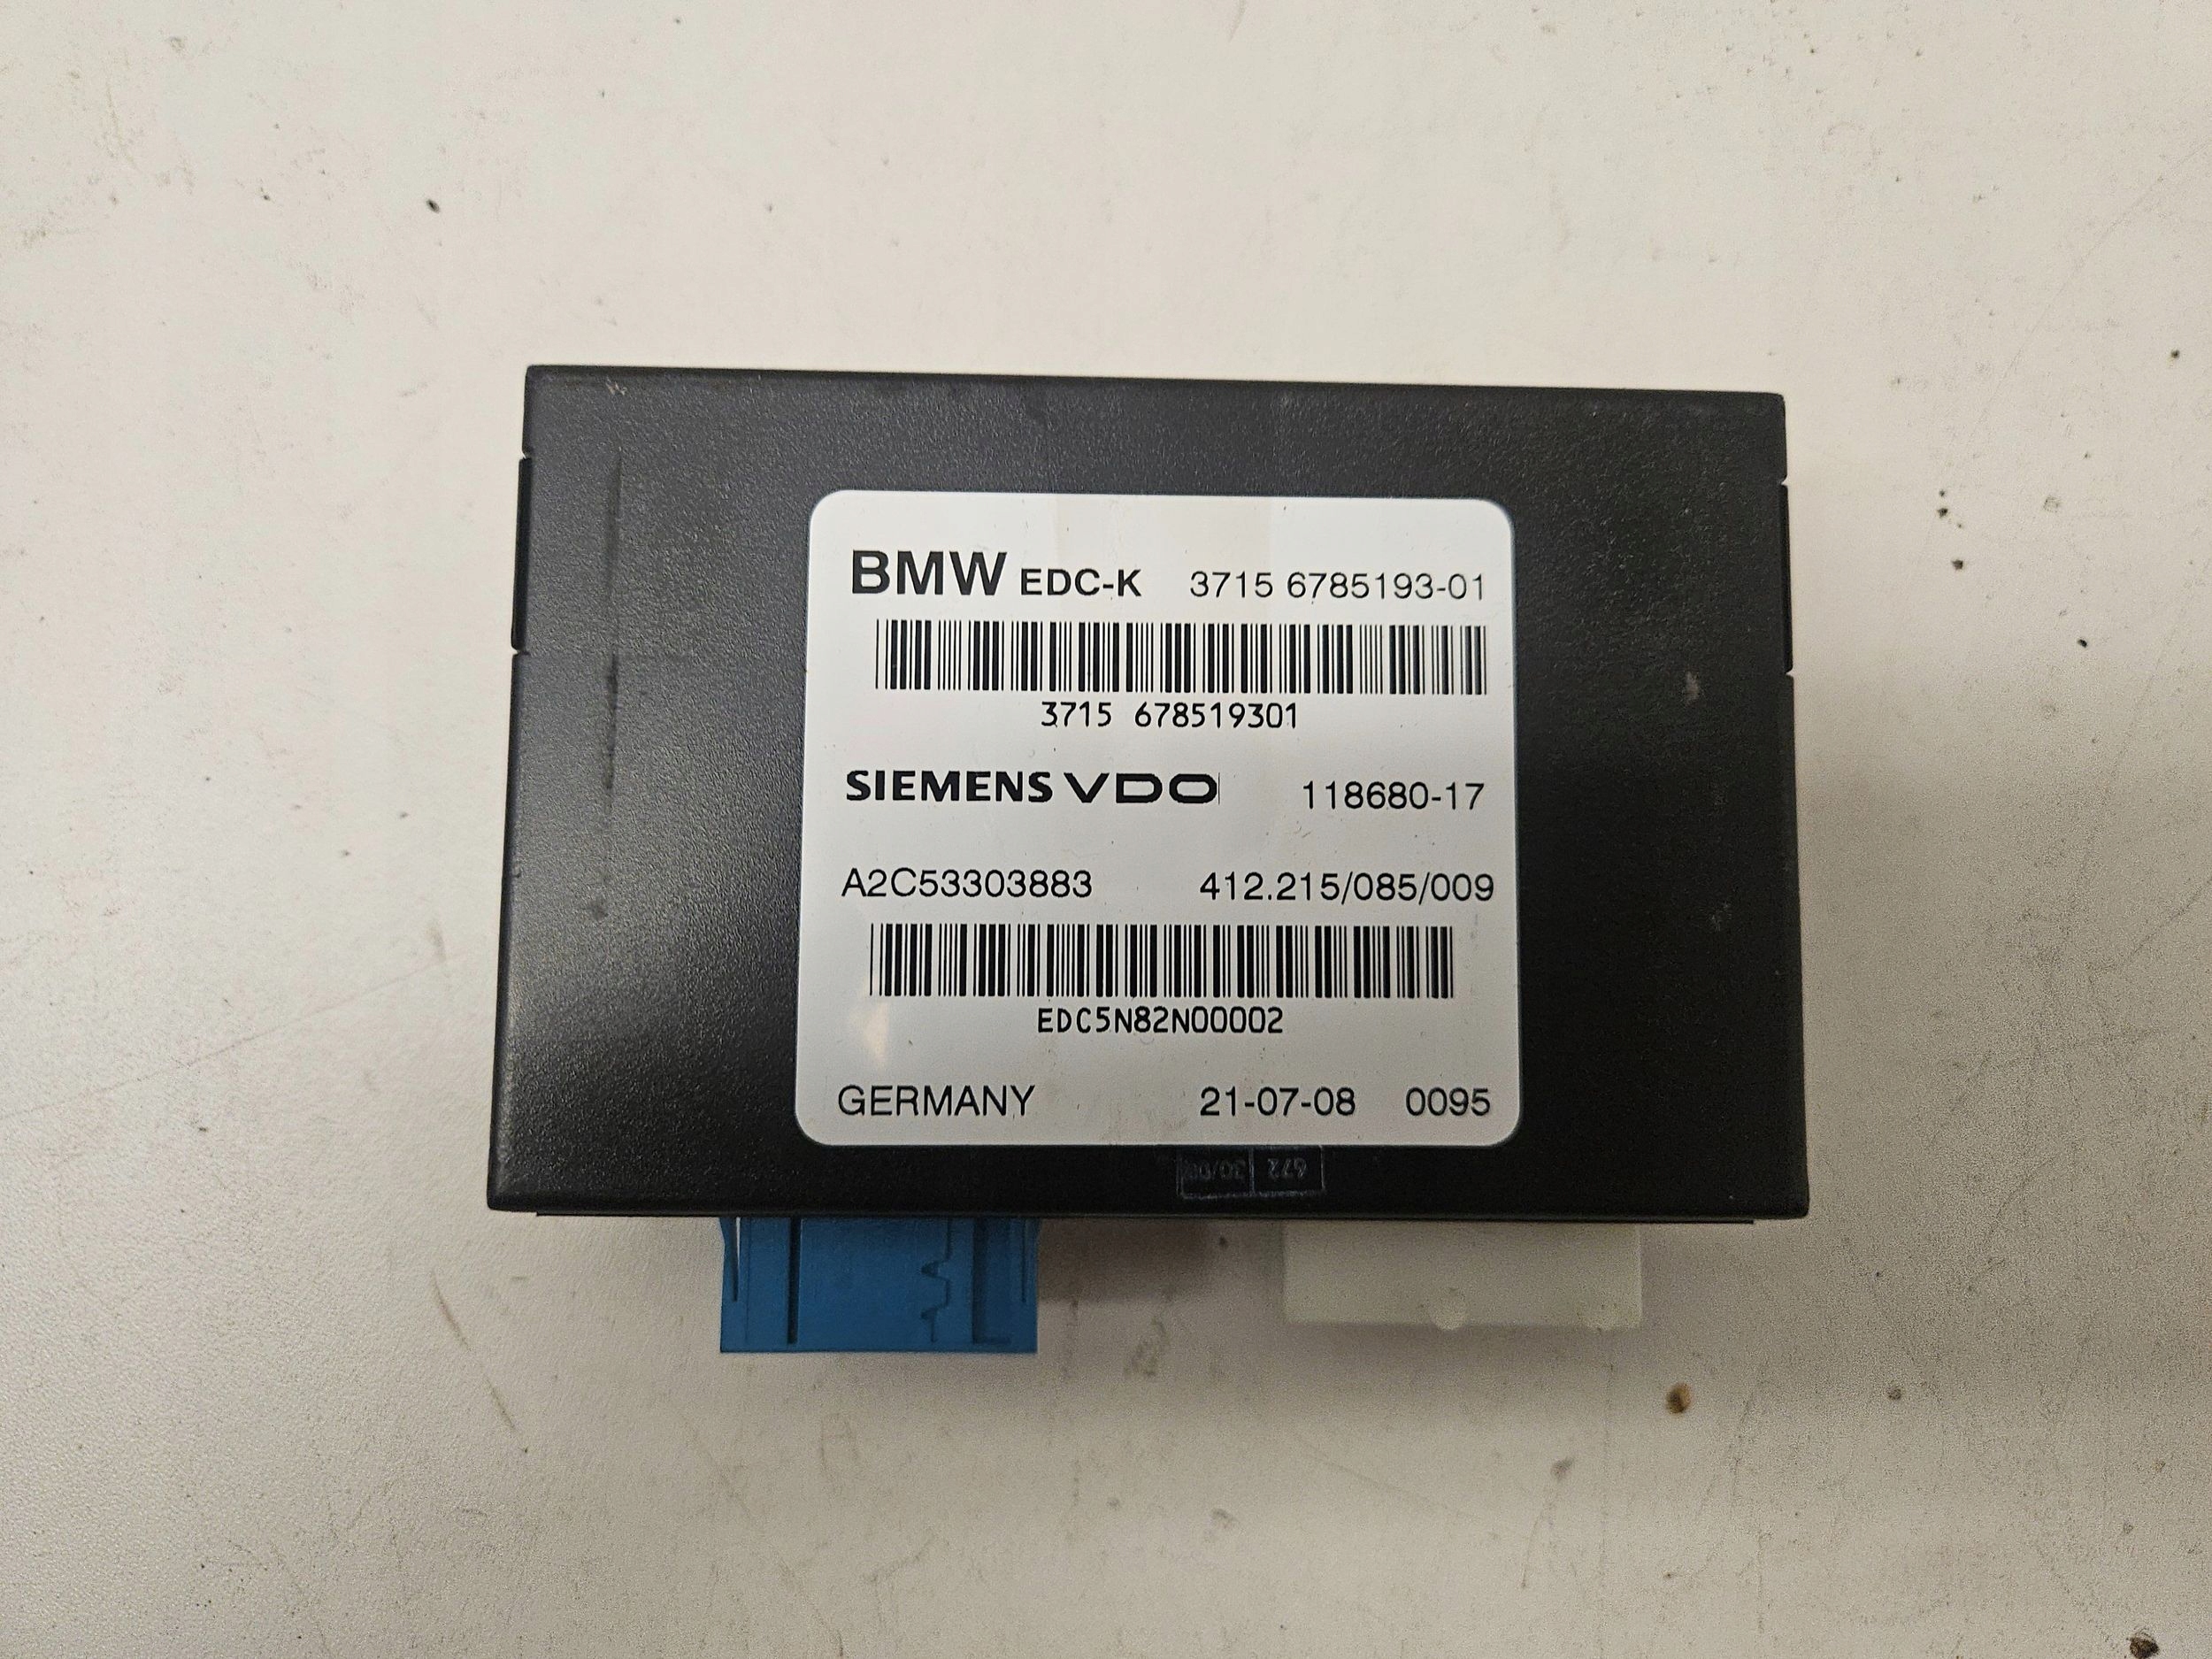 BMW EDC-K 3715 6785193-01
3715 678519301
SIEMENS VDO 118680-17
A2C53303883 412.215/085/009
EDC5N82N00002
GERMANY 21-07-08 0095
672